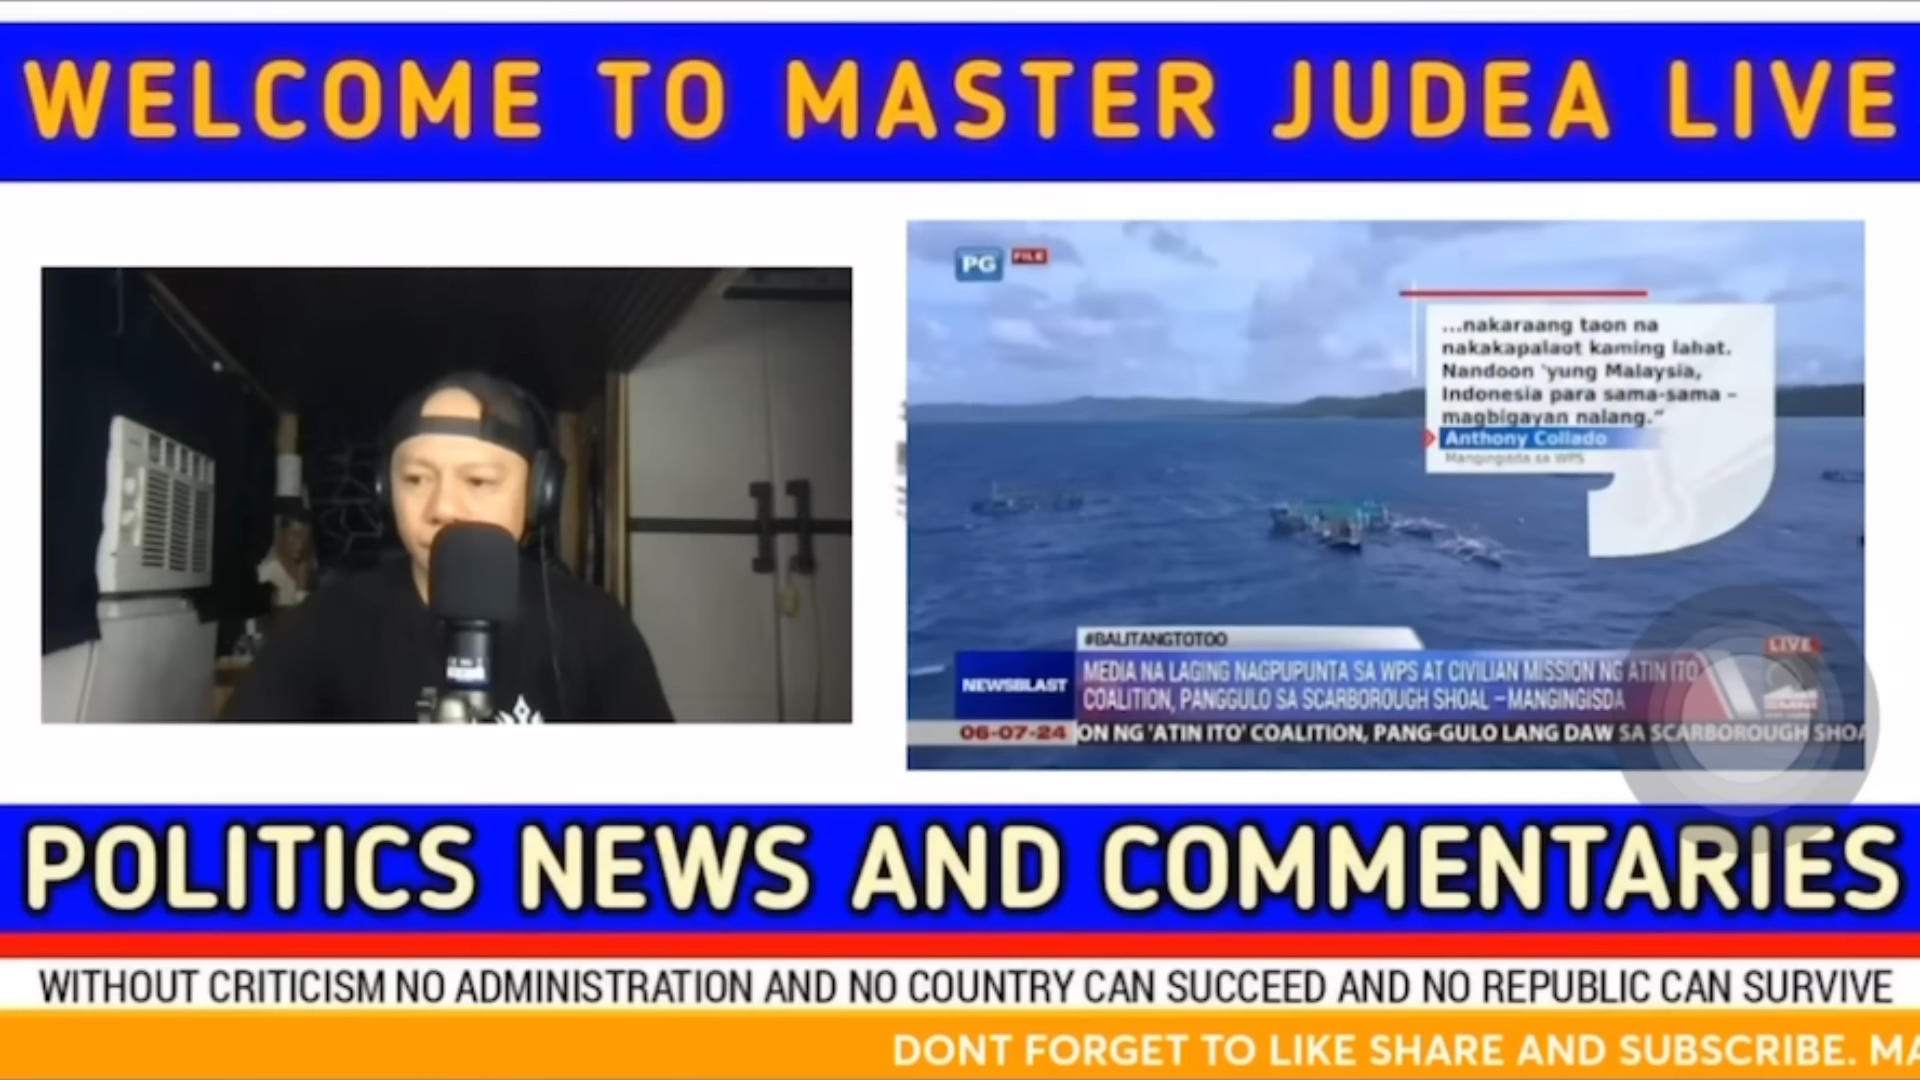 WELCOME TO MASTER JUDEA LIVE
PG
FILE
...nakaraang taon na
nakakapalaot kaming lahat.
Nandoon 'yung Malaysia,
Indonesia para sama-sama –
magbigayan nalang."
Anthony Collado
Mangingisda sa WPS
#BALITANGTOTOO
LIVE
NEWSBLAST
MEDIA NA LAGING NAGPUPUNTA SA WPS AT CIVILIAN MISSION NG ATIN ITO
COALITION, PANGGULO SA SCARBOROUGH SHOAL – MANGINGISDA
06-07-24
ON NG 'ATIN ITO' COALITION, PANG-GULO LANG DAW SA SCARBOROUGH SHOA
POLITICS NEWS AND COMMENTARIES
WITHOUT CRITICISM NO ADMINISTRATION AND NO COUNTRY CAN SUCCEED AND NO REPUBLIC CAN SURVIVE
DONT FORGET TO LIKE SHARE AND SUBSCRIBE. MA